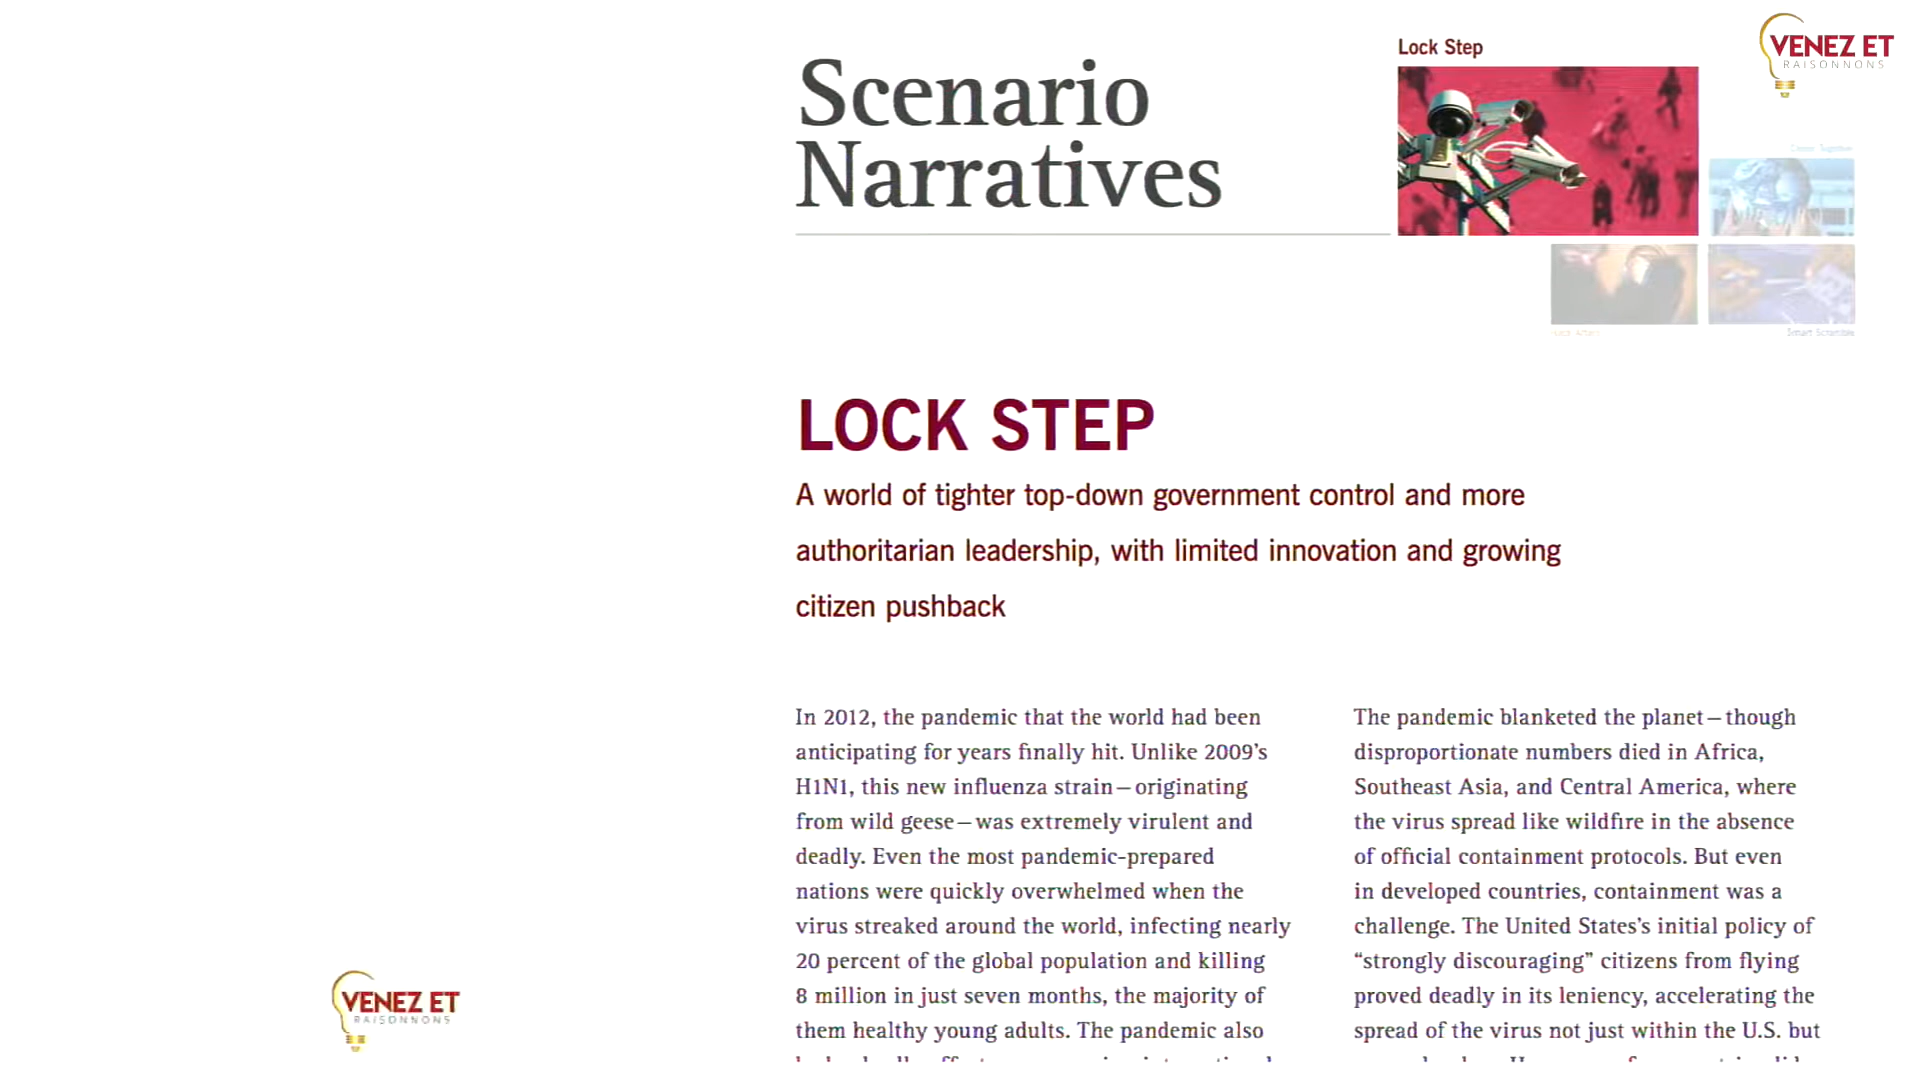 Lock Step
VENEZ ET
RAISONNONS
Scenario
Narratives
Smart Scramble
LOCK STEP
A world of tighter top-down government control and more
authoritarian leadership, with limited innovation and growing
citizen pushback
In 2012, the pandemic that the world had been
anticipating for years finally hit. Unlike 2009’s
H1N1, this new influenza strain — originating
from wild geese — was extremely virulent and
deadly. Even the most pandemic-prepared
nations were quickly overwhelmed when the
virus streaked around the world, infecting nearly
20 percent of the global population and killing
8 million in just seven months, the majority of
them healthy young adults. The pandemic also
The pandemic blanketed the planet — though
disproportionate numbers died in Africa,
Southeast Asia, and Central America, where
the virus spread like wildfire in the absence
of official containment protocols. But even
in developed countries, containment was a
challenge. The United States’s initial policy of
“strongly discouraging” citizens from flying
proved deadly in its leniency, accelerating the
spread of the virus not just within the U.S. but
VENEZ ET
RAISONNONS